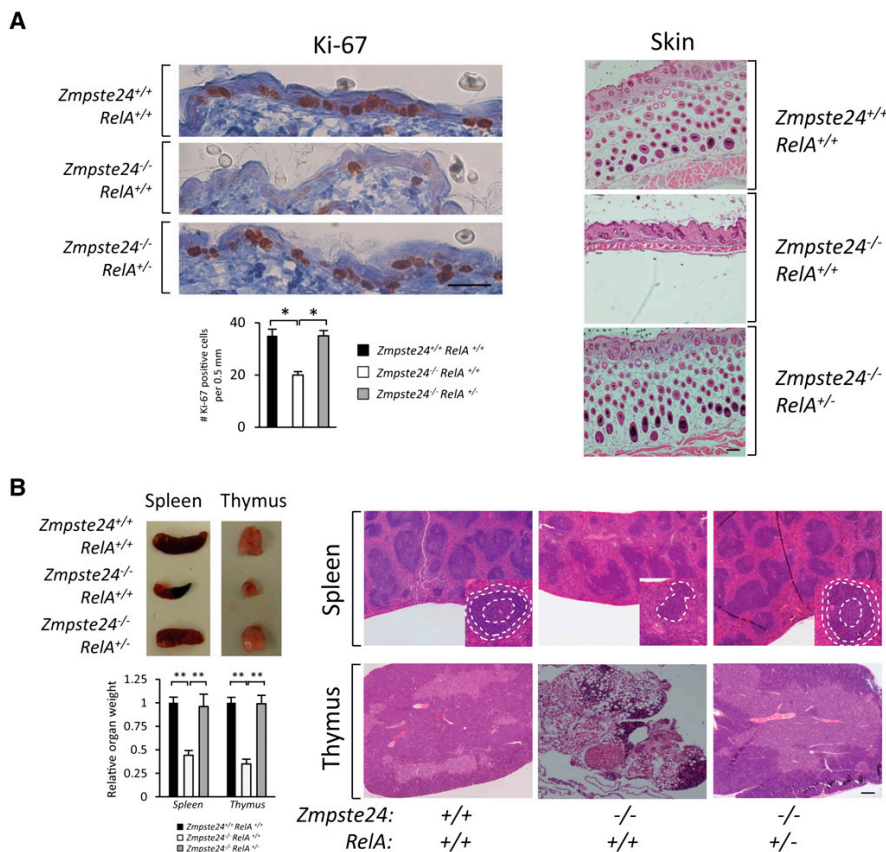 A
Ki-67
Skin
Zmpste24+/+
RelA+/+
Zmpste24-/-
RelA+/+
Zmpste24-/-
RelA+/-
Zmpste24+/+
RelA+/+
Zmpste24-/-
RelA+/+
Zmpste24-/-
RelA+/-
* *
40
20
0
# Ki-67 positive cells
per 0.5 mm
Zmpste24+/+ RelA +/+
Zmpste24-/- RelA +/+
Zmpste24-/- RelA +/-
B
Spleen Thymus
Zmpste24+/+
RelA+/+
Zmpste24-/-
RelA+/+
Zmpste24-/-
RelA+/-
** ** ** **
1.25
1
0.75
0.5
0.25
0
Relative organ weight
Spleen Thymus
Zmpste24+/+ RelA +/+
Zmpste24-/- RelA +/+
Zmpste24-/- RelA +/-
Spleen
Thymus
Zmpste24: +/+ -/- -/-
RelA: +/+ +/+ +/-